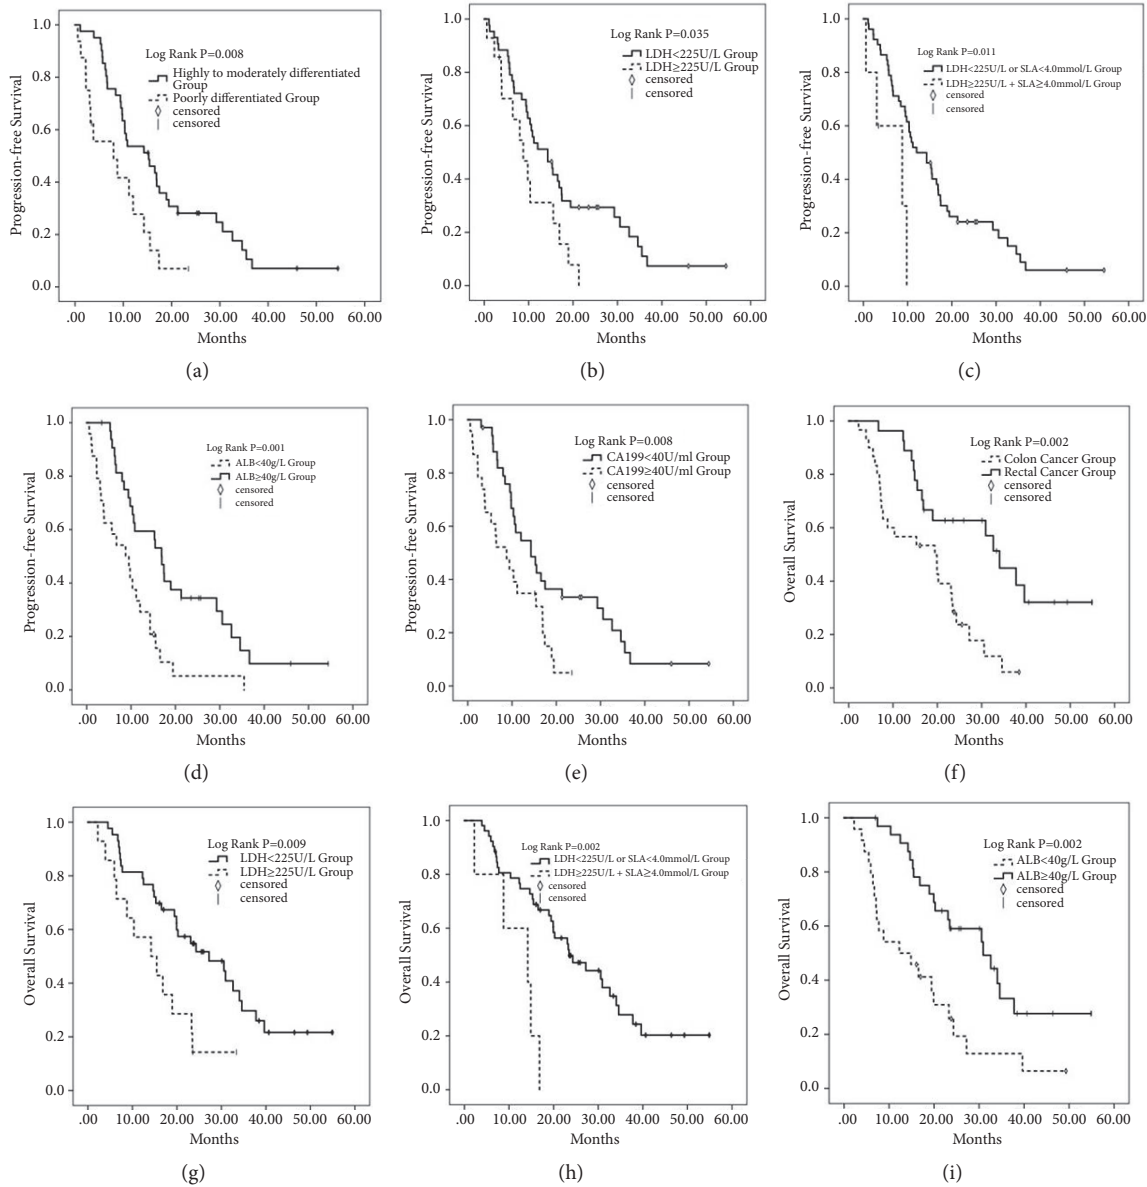 1.0
0.8
0.6
0.4
0.2
0.0
Progression-free Survival
Log Rank P=0.008
Highly to moderately differentiated
Group
Poorly differentiated Group
censored
censored
.00 10.00 20.00 30.00 40.00 50.00 60.00
Months
(a)
1.0
0.8
0.6
0.4
0.2
0.0
Progression-free Survival
Log Rank P=0.035
LDH<225U/L Group
LDH≥225U/L Group
censored
censored
.00 10.00 20.00 30.00 40.00 50.00 60.00
Months
(b)
1.0
0.8
0.6
0.4
0.2
0.0
Progression-free Survival
Log Rank P=0.011
LDH<225U/L or SLA<4.0mmol/L Group
LDH≥225U/L + SLA≥4.0mmol/L Group
censored
censored
.00 10.00 20.00 30.00 40.00 50.00 60.00
Months
(c)
1.0
0.8
0.6
0.4
0.2
0.0
Progression-free Survival
Log Rank P=0.001
ALB<40g/L Group
ALB≥40g/L Group
censored
censored
.00 10.00 20.00 30.00 40.00 50.00 60.00
Months
(d)
1.0
0.8
0.6
0.4
0.2
0.0
Progression-free Survival
Log Rank P=0.008
CA199<40U/ml Group
CA199≥40U/ml Group
censored
censored
.00 10.00 20.00 30.00 40.00 50.00 60.00
Months
(e)
1.0
0.8
0.6
0.4
0.2
0.0
Overall Survival
Log Rank P=0.002
Colon Cancer Group
Rectal Cancer Group
censored
censored
.00 10.00 20.00 30.00 40.00 50.00 60.00
Months
(f)
1.0
0.8
0.6
0.4
0.2
0.0
Overall Survival
Log Rank P=0.009
LDH<225U/L Group
LDH≥225U/L Group
censored
censored
.00 10.00 20.00 30.00 40.00 50.00 60.00
Months
(g)
1.0
0.8
0.6
0.4
0.2
0.0
Overall Survival
Log Rank P=0.002
LDH<225U/L or SLA<4.0mmol/L Group
LDH≥225U/L + SLA≥4.0mmol/L Group
censored
censored
.00 10.00 20.00 30.00 40.00 50.00 60.00
Months
(h)
1.0
0.8
0.6
0.4
0.2
0.0
Overall Survival
Log Rank P=0.002
ALB<40g/L Group
ALB≥40g/L Group
censored
censored
.00 10.00 20.00 30.00 40.00 50.00 60.00
Months
(i)